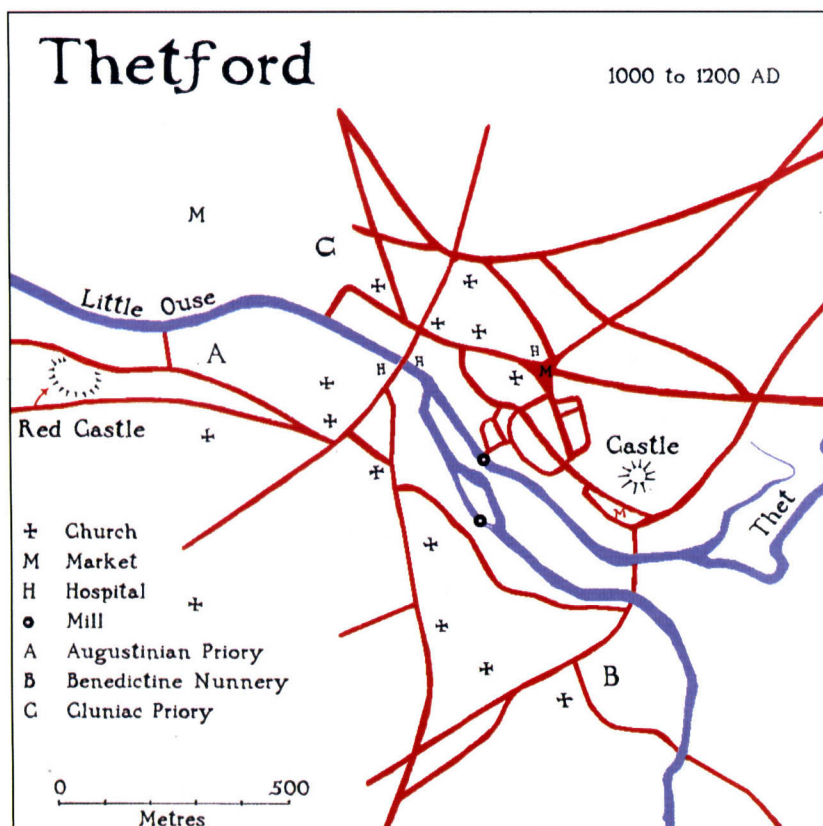 Thetford
1000 to 1200 AD
M
C
Little Ouse
A
H
H
H
M
Red Castle
Castle
M
Thet
Church
M Market
H Hospital
Mill
A Augustinian Priory
B Benedictine Nunnery
C Cluniac Priory
B
0 500
Metres